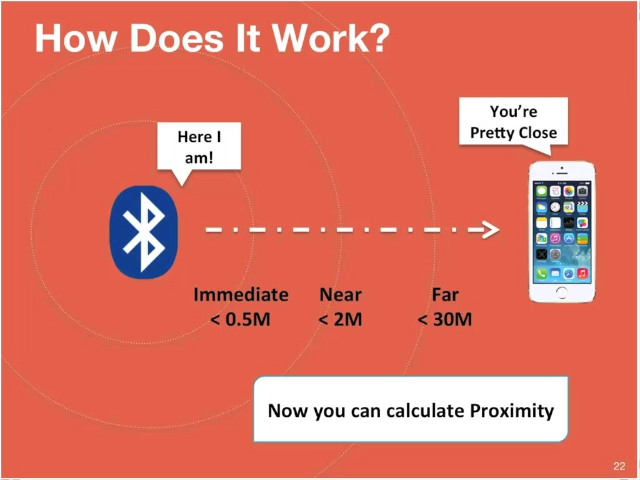 How Does It Work?
You're
Pretty Close
Here I
am!
Immediate Near Far
< 0.5M < 2M < 30M
Now you can calculate Proximity
22